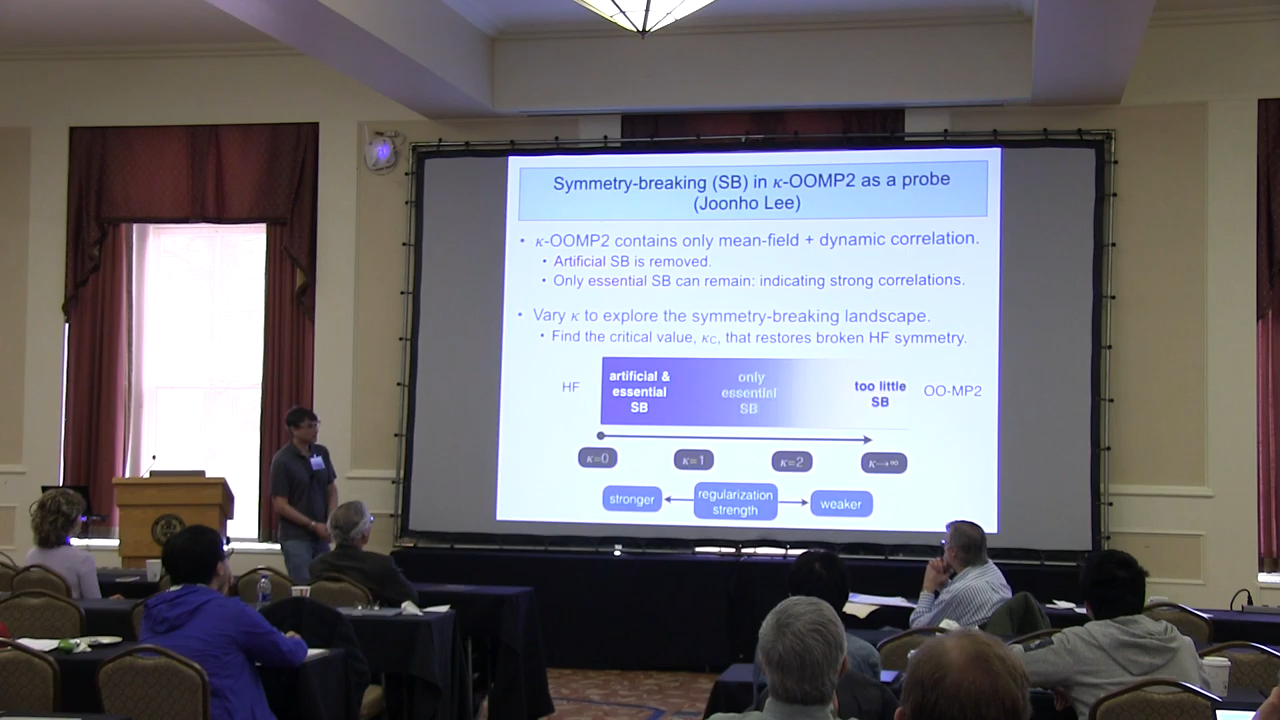 Symmetry-breaking (SB) in κ-OOMP2 as a probe
(Joonho Lee)
• κ-OOMP2 contains only mean-field + dynamic correlation.
• Artificial SB is removed.
• Only essential SB can remain: indicating strong correlations.
• Vary κ to explore the symmetry-breaking landscape.
• Find the critical value, κc, that restores broken HF symmetry.
HF
artificial &
essential
SB
only
essential
SB
too little
SB
OO-MP2
κ=0
κ=1
κ=2
κ→∞
stronger
regularization
strength
weaker